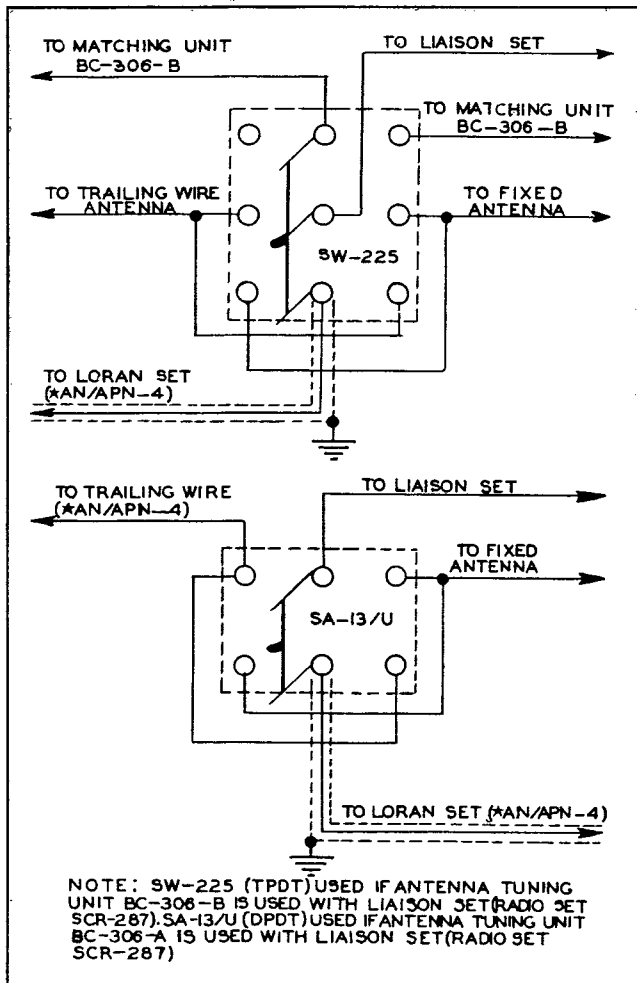 TO MATCHING UNIT
BC-306-B
TO LIAISON SET
TO MATCHING UNIT
BC-306-B
TO TRAILING WIRE
ANTENNA
TO FIXED
ANTENNA
SW-225
TO LORAN SET
(*AN/APN-4)
TO TRAILING WIRE
(*AN/APN-4)
TO LIAISON SET
TO FIXED
ANTENNA
SA-13/U
TO LORAN SET (*AN/APN-4)
NOTE: SW-225 (TPDT) USED IF ANTENNA TUNING
UNIT BC-306-B IS USED WITH LIAISON SET(RADIO SET
SCR-287). SA-13/U (DPDT) USED IF ANTENNA TUNING UNIT
BC-306-A IS USED WITH LIAISON SET(RADIO SET
SCR-287)